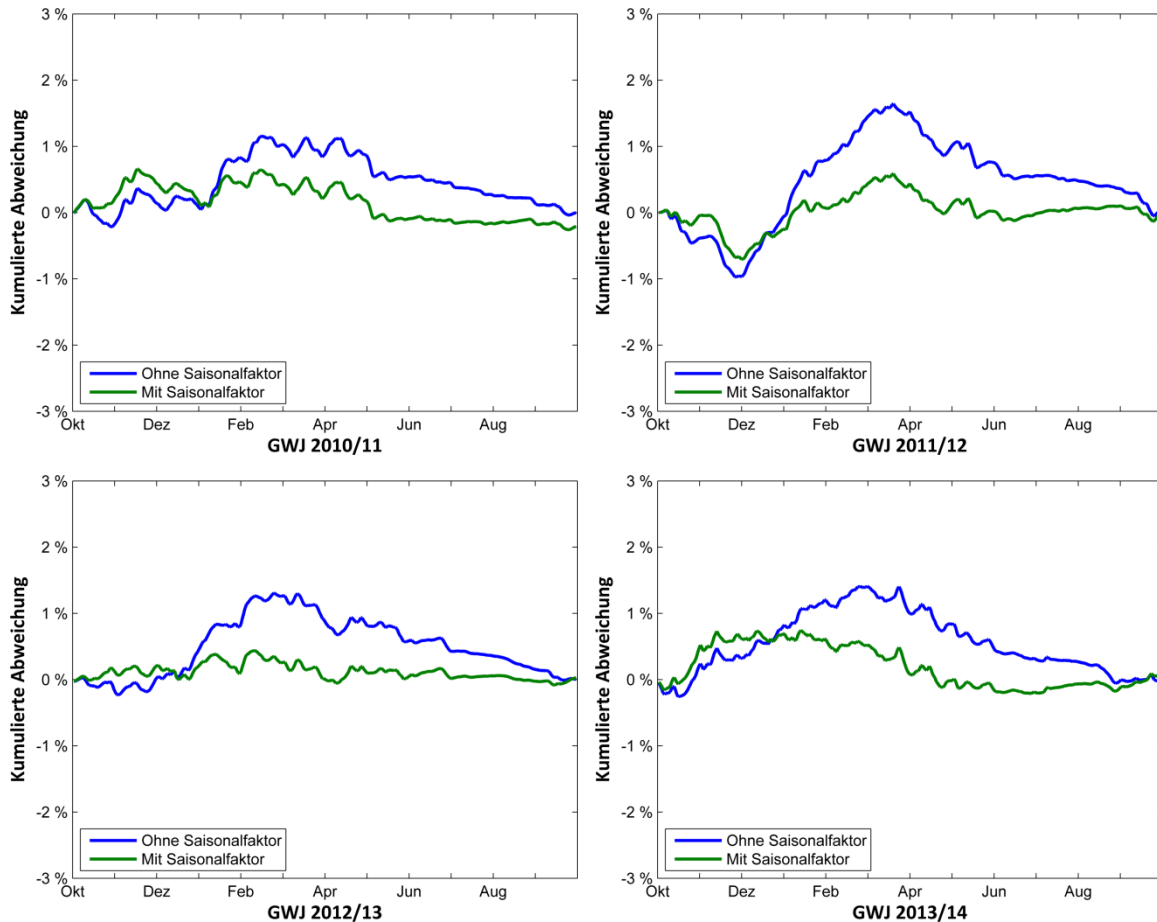 3 %
2 %
1 %
0 %
-1 %
-2 %
-3 %
Kumulierte Abweichung
Ohne Saisonalfaktor
Mit Saisonalfaktor
Okt Dez Feb Apr Jun Aug
GWJ 2010/11
3 %
2 %
1 %
0 %
-1 %
-2 %
-3 %
Kumulierte Abweichung
Ohne Saisonalfaktor
Mit Saisonalfaktor
Okt Dez Feb Apr Jun Aug
GWJ 2011/12
3 %
2 %
1 %
0 %
-1 %
-2 %
-3 %
Kumulierte Abweichung
Ohne Saisonalfaktor
Mit Saisonalfaktor
Okt Dez Feb Apr Jun Aug
GWJ 2012/13
3 %
2 %
1 %
0 %
-1 %
-2 %
-3 %
Kumulierte Abweichung
Ohne Saisonalfaktor
Mit Saisonalfaktor
Okt Dez Feb Apr Jun Aug
GWJ 2013/14